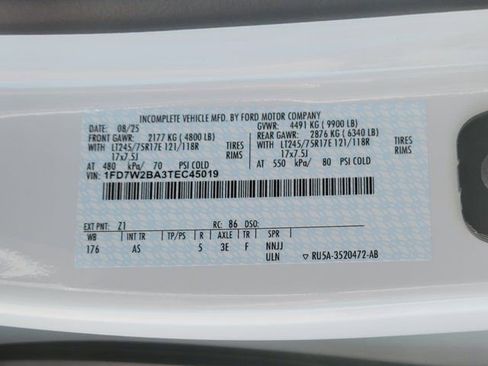 INCOMPLETE VEHICLE MFD. BY FORD MOTOR COMPANY
DATE: 08/25 GVWR: 4491 KG ( 9900 LB)
FRONT GAWR: 2177 KG ( 4800 LB) REAR GAWR: 2876 KG ( 6340 LB)
WITH LT245/75R17E 121/118R TIRES WITH LT245/75R17E 121/118R TIRES
17x7.5J RIMS 17x7.5J RIMS
AT 480 kPa/ 70 PSI COLD AT 550 kPa/ 80 PSI COLD
VIN: 1FD7W2BA3TEC45019
EXT PNT: Z1 RC: 86 DSO:
WB INT TR TP/PS R AXLE TR SPR
176 AS 5 3E F NNJJ
ULN ▽ RU5A-3520472-AB